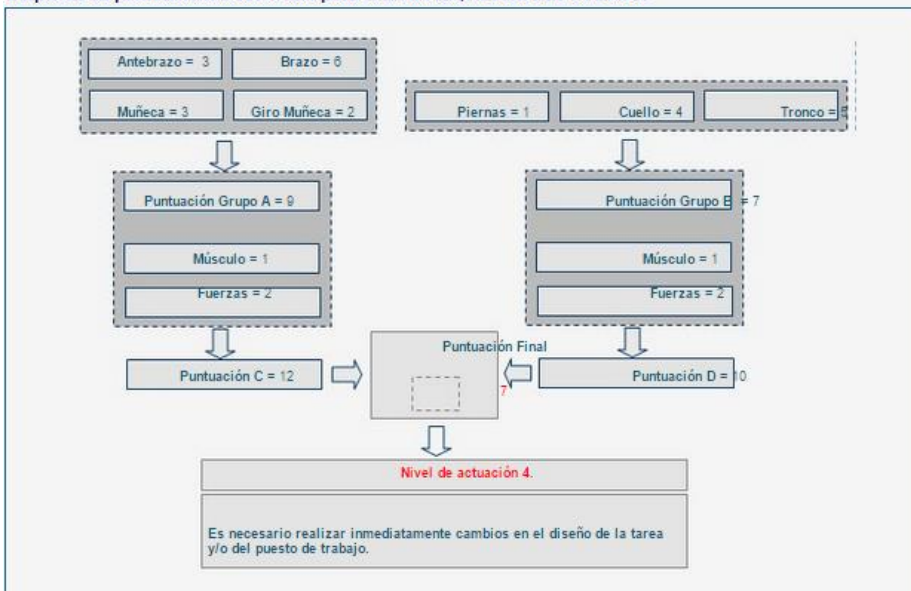 Antebrazo = 3
Brazo = 6
Muñeca = 3
Giro Muñeca = 2
Piernas = 1
Cuello = 4
Tronco = 5
Puntuación Grupo A = 9
Músculo = 1
Fuerzas = 2
Puntuación Grupo B = 7
Músculo = 1
Fuerzas = 2
Puntuación C = 12
Puntuación Final
7
Puntuación D = 10
Nivel de actuación 4.
Es necesario realizar inmediatamente cambios en el diseño de la tarea
y/o del puesto de trabajo.